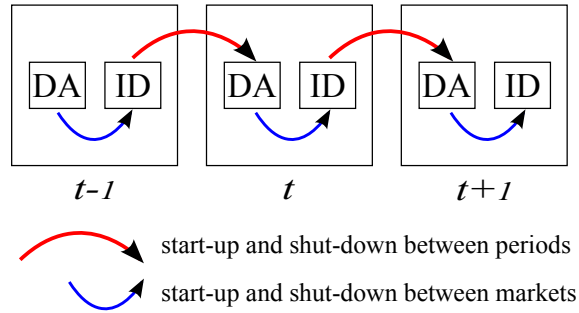 DA ID DA ID DA ID
t-1 t t+1
start-up and shut-down between periods
start-up and shut-down between markets